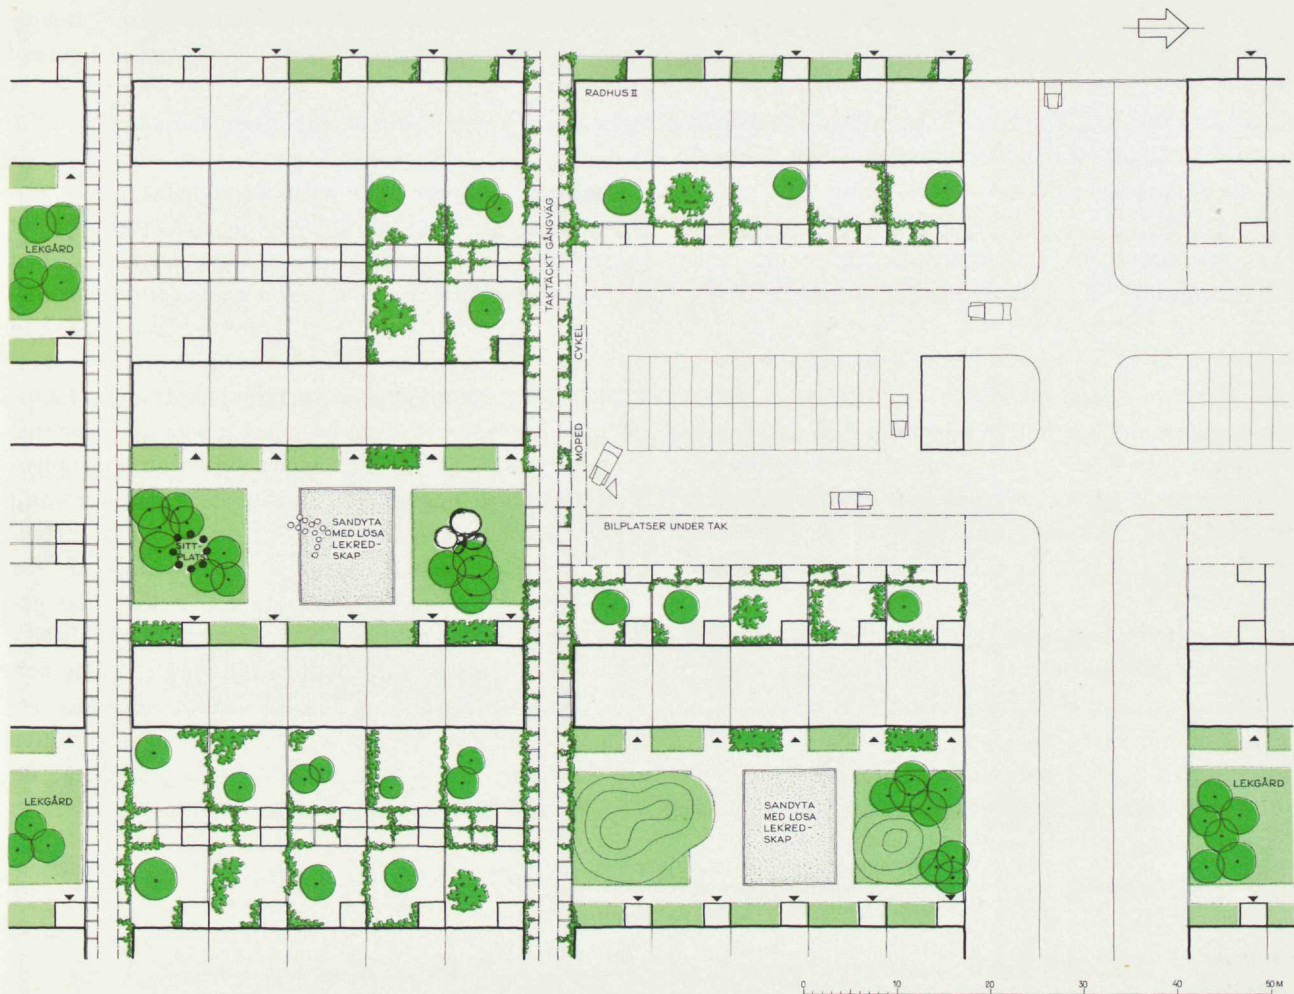 RADHUS II
LEKGÅRD
TAKTÄCKT GÅNGVÄG
CYKEL
MOPED
SITT-
PLATS
SANDYTA
MED LÖSA
LEKRED-
SKAP
BILPLATSER UNDER TAK
LEKGÅRD
SANDYTA
MED LÖSA
LEKRED-
SKAP
LEKGÅRD
0 10 20 30 40 50 M